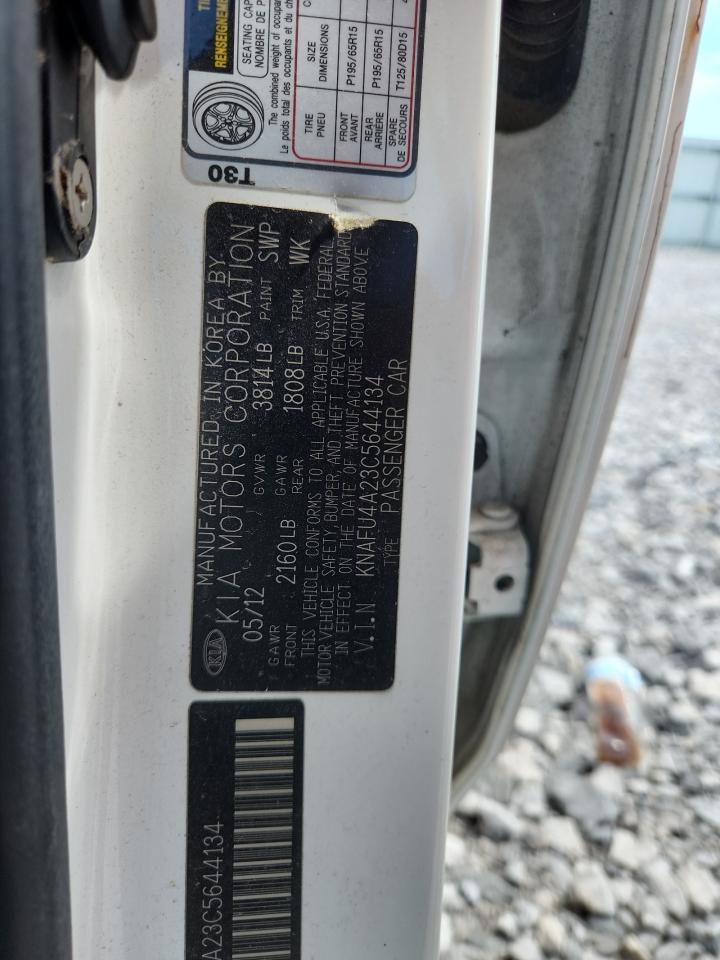 RENSEIGNEMENT
SEATING CAP
NOMBRE DE P
The combined weight of occupa
Le poids total des occupants et du ch
TIRE SIZE
PNEU DIMENSIONS
FRONT P195/65R15
AVANT
REAR P195/65R15
ARRIÈRE
SPARE T125/80D15
DE SECOURS
T30
MANUFACTURED IN KOREA BY
KIA KIA MOTORS CORPORATION
05/12 GVWR 3814LB PAINT SWP
GAWR FRONT 2160LB GAWR REAR 1808LB TRIM WK
THIS VEHICLE CONFORMS TO ALL APPLICABLE U.S.A. FEDERAL
MOTOR VEHICLE SAFETY, BUMPER, AND THEFT PREVENTION STANDARD
IN EFFECT ON THE DATE OF MANUFACTURE SHOWN ABOVE
V.I.N KNAFU4A23C5644134
TYPE PASSENGER CAR
A23C5644134